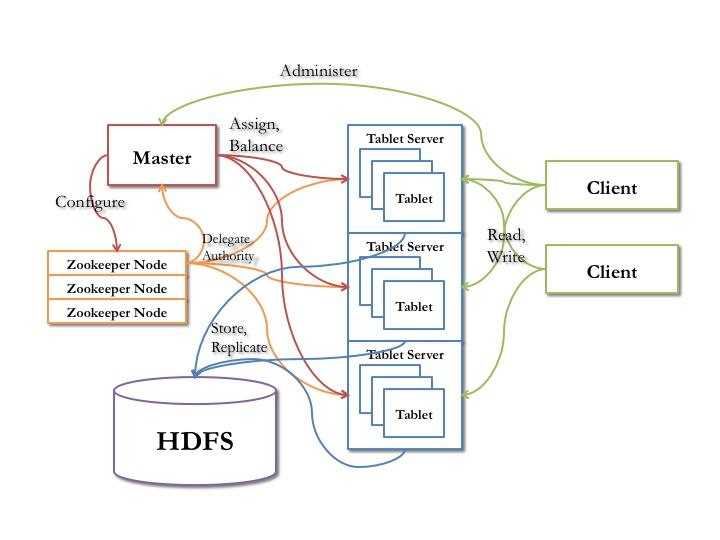 Administer
Assign,
Balance
Master
Configure
Delegate
Authority
Zookeeper Node
Zookeeper Node
Zookeeper Node
Store,
Replicate
HDFS
Tablet Server
Tablet
Tablet Server
Tablet
Tablet Server
Tablet
Read,
Write
Client
Client